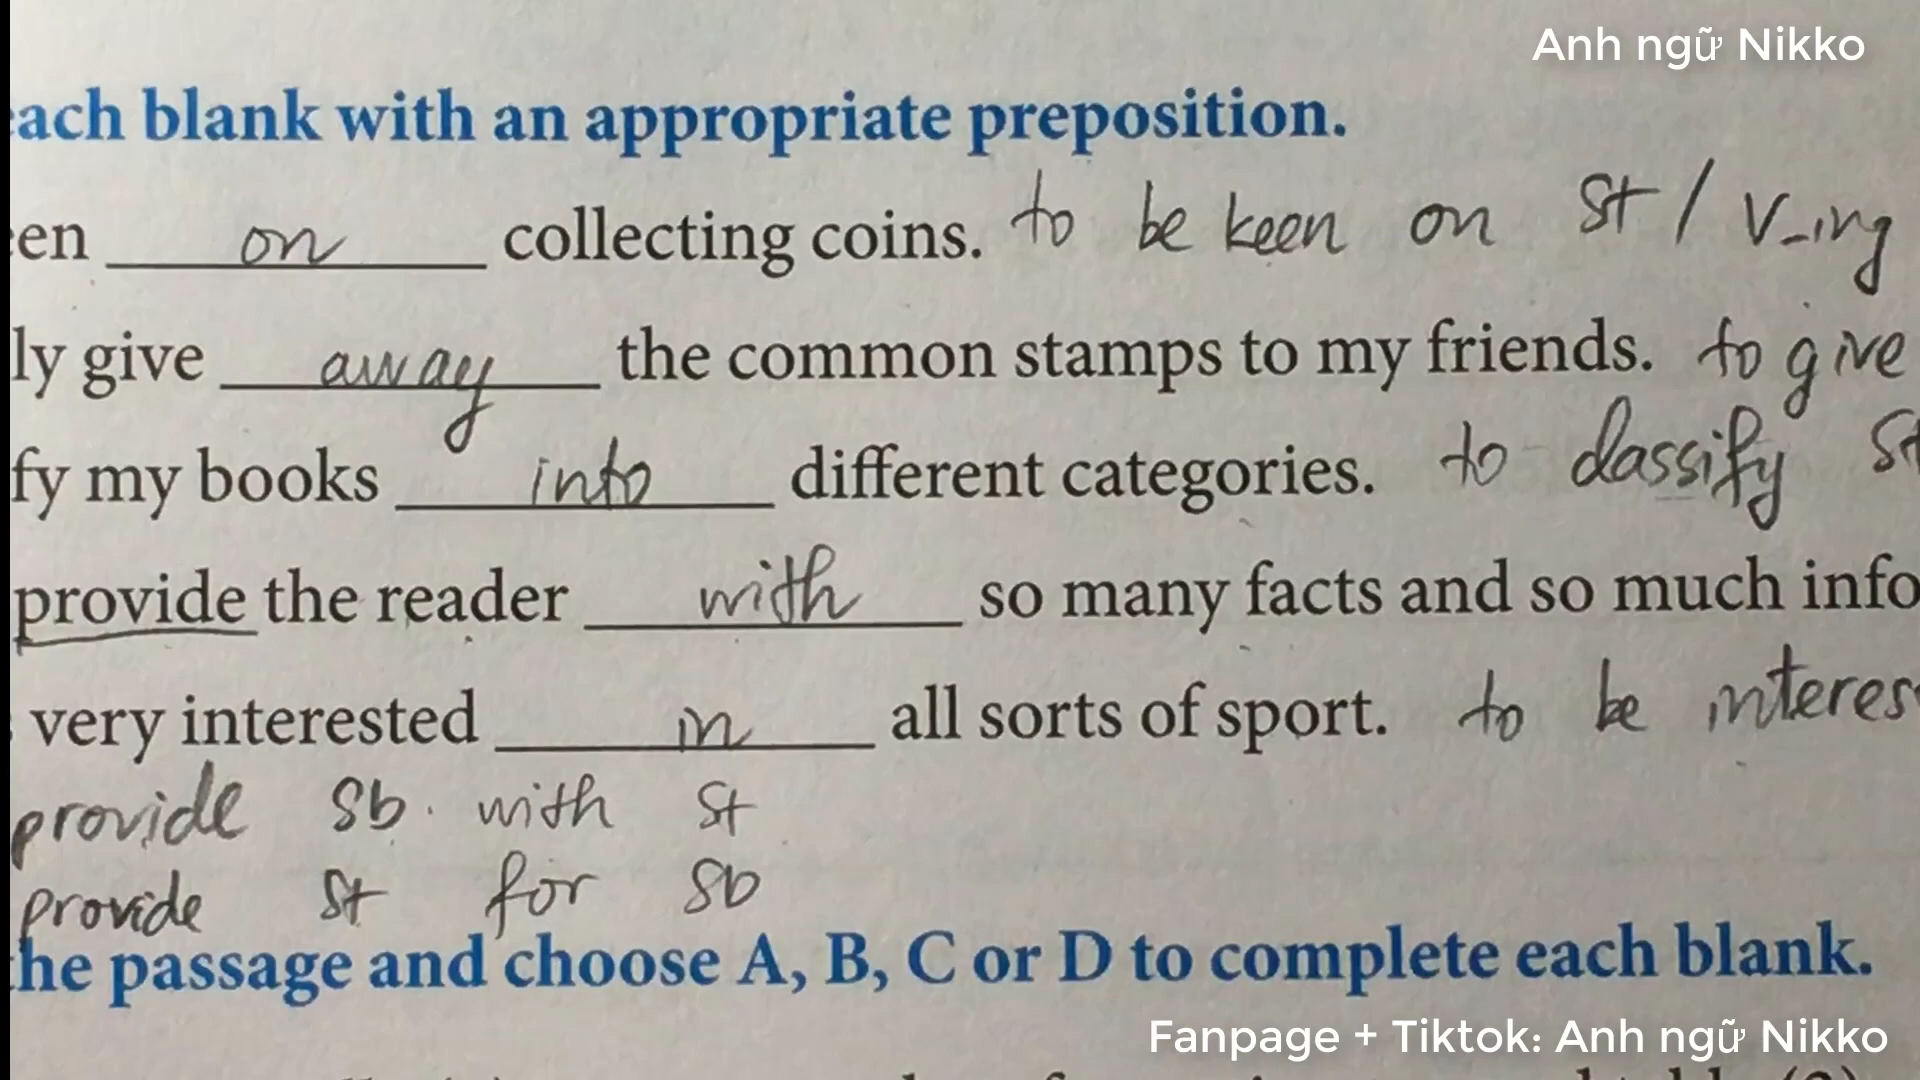 Anh ngữ Nikko
ach blank with an appropriate preposition.
en on collecting coins. to be keen on st / V-ing
ly give away the common stamps to my friends. to give
fy my books into different categories. to classify st
provide the reader with so many facts and so much info
very interested in all sorts of sport. to be interes
provide sb. with st
provide st for sb
he passage and choose A, B, C or D to complete each blank.
Fanpage + Tiktok: Anh ngữ Nikko